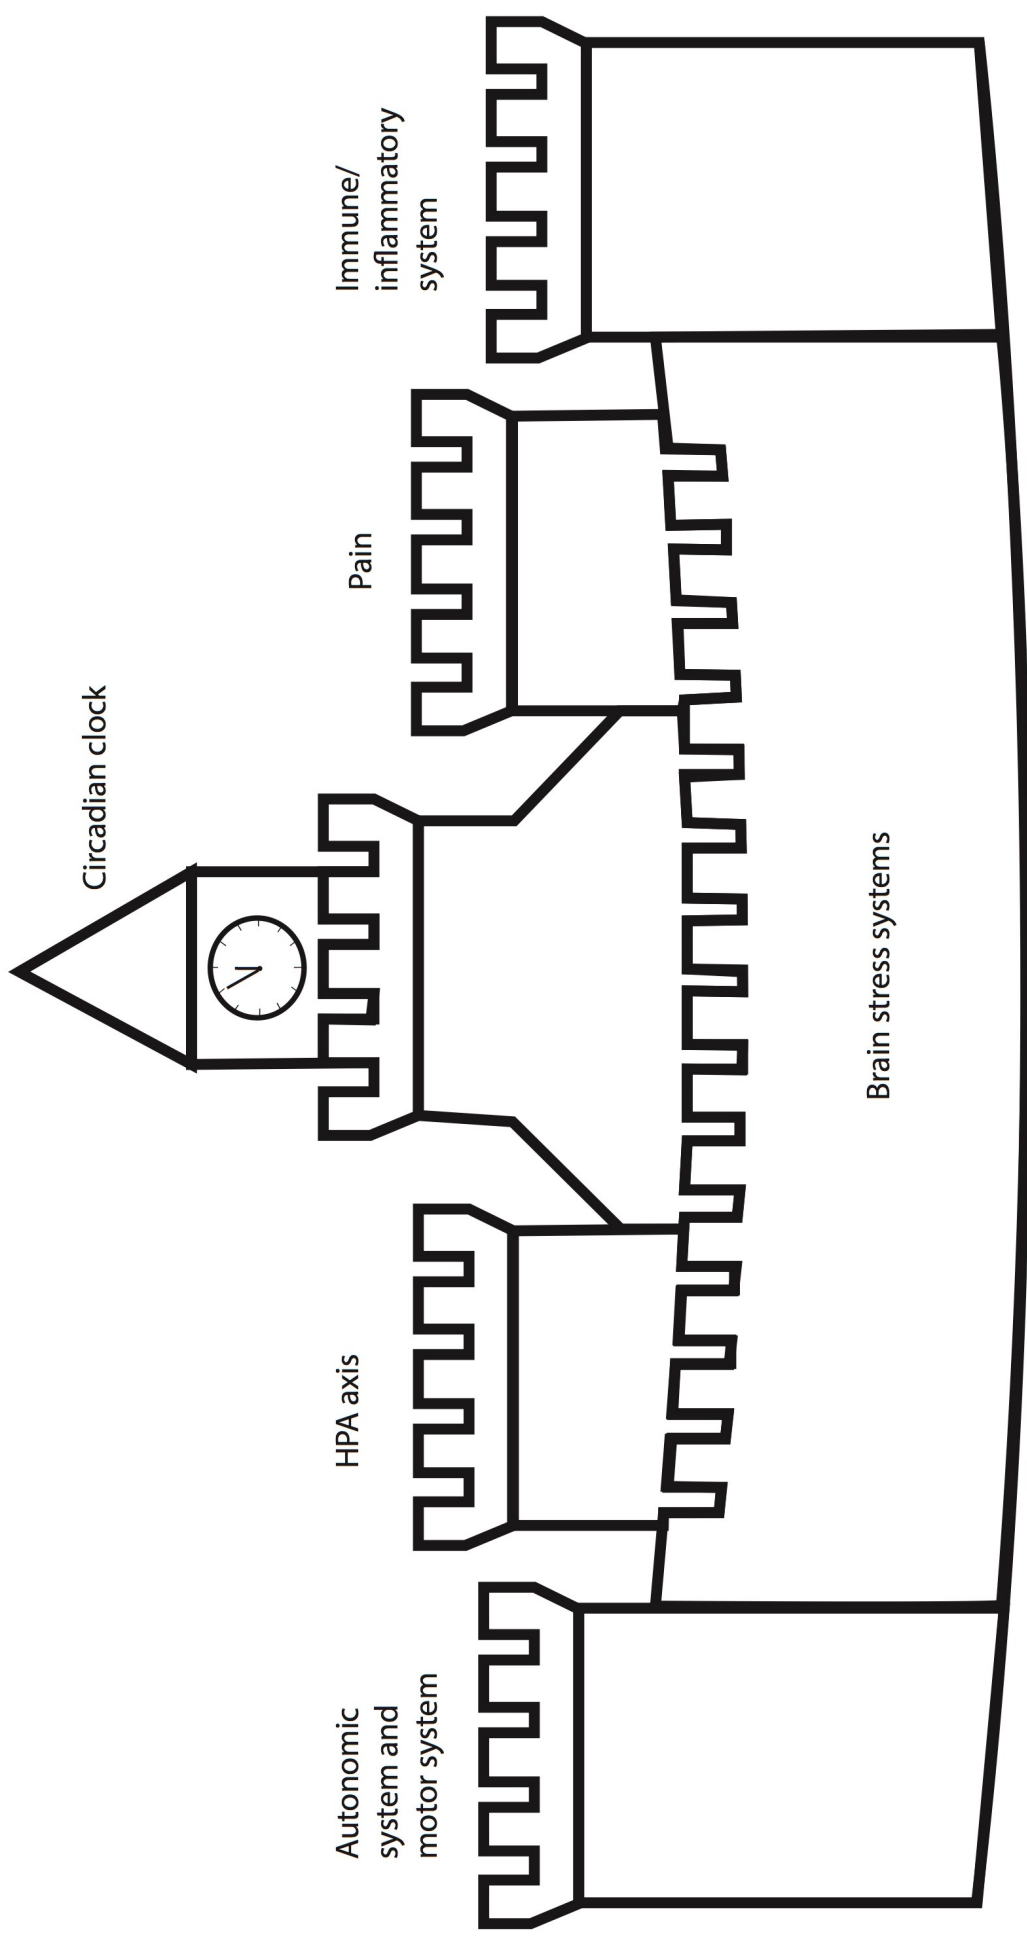 Circadian clock
Autonomic
system and
motor system
HPA axis
Pain
Immune/
inflammatory
system
Brain stress systems